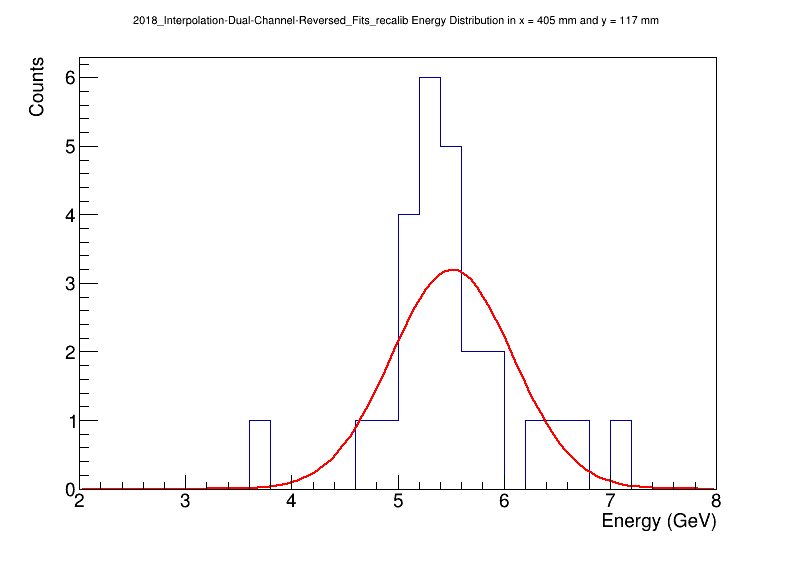 2018_Interpolation-Dual-Channel-Reversed_Fits_recalib Energy Distribution in x = 405 mm and y = 117 mm
Counts
6
5
4
3
2
1
0
2 3 4 5 6 7 8
Energy (GeV)